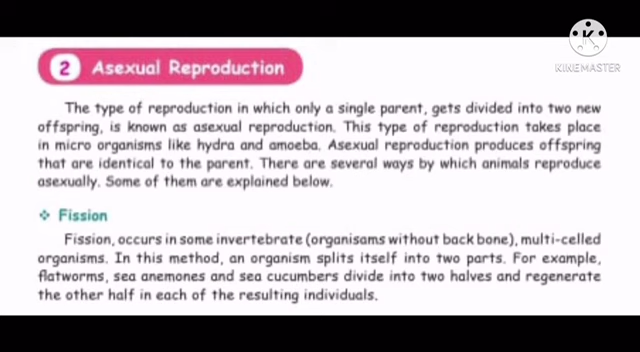 KINEMASTER
2 Asexual Reproduction
The type of reproduction in which only a single parent, gets divided into two new
offspring, is known as asexual reproduction. This type of reproduction takes place
in micro organisms like hydra and amoeba. Asexual reproduction produces offspring
that are identical to the parent. There are several ways by which animals reproduce
asexually. Some of them are explained below.
❖ Fission
Fission, occurs in some invertebrate (organisams without back bone), multi-celled
organisms. In this method, an organism splits itself into two parts. For example,
flatworms, sea anemones and sea cucumbers divide into two halves and regenerate
the other half in each of the resulting individuals.